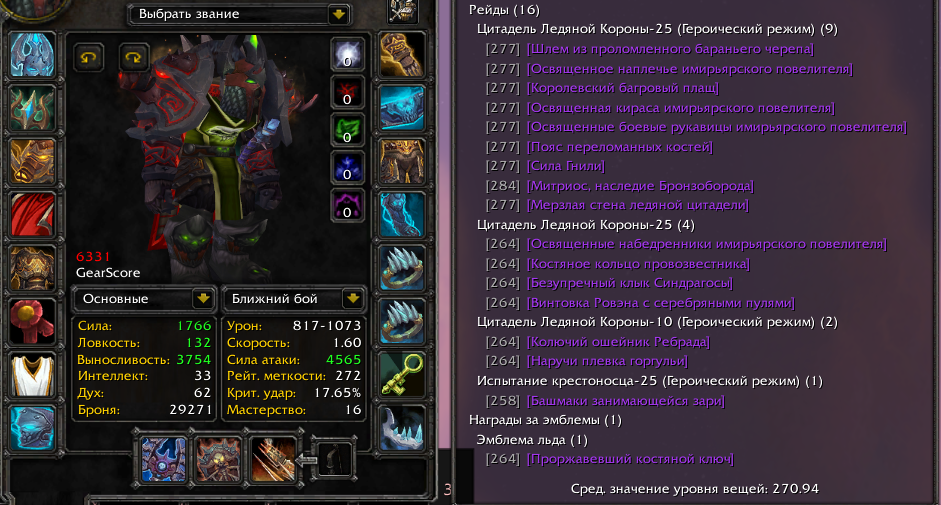 Выбрать звание
0
0
0
0
0
6331
GearScore
Основные
Ближний бой
Сила: 1766
Ловкость: 132
Выносливость: 3754
Интеллект: 33
Дух: 62
Броня: 29271
Урон: 817-1073
Скорость: 1.60
Сила атаки: 4565
Рейт. меткости: 272
Крит. удар: 17.65%
Мастерство: 16
3
Рейды (16)
Цитадель Ледяной Короны-25 (Героический режим) (9)
[277] [Шлем из проломленного бараньего черепа]
[277] [Освященное наплечье имирьярского повелителя]
[277] [Королевский багровый плащ]
[277] [Освященная кираса имирьярского повелителя]
[277] [Освященные боевые рукавицы имирьярского повелителя]
[277] [Пояс переломанных костей]
[277] [Сила Гнили]
[284] [Митриос, наследие Бронзоборода]
[277] [Мерзлая стена ледяной цитадели]
Цитадель Ледяной Короны-25 (4)
[264] [Освященные набедренники имирьярского повелителя]
[264] [Костяное кольцо провозвестника]
[264] [Безупречный клык Синдрагосы]
[264] [Винтовка Ровэна с серебряными пулями]
Цитадель Ледяной Короны-10 (Героический режим) (2)
[264] [Колючий ошейник Ребрада]
[264] [Наручи плевка горгульи]
Испытание крестоносца-25 (Героический режим) (1)
[258] [Башмаки занимающейся зари]
Награды за эмблемы (1)
Эмблема льда (1)
[264] [Проржавевший костяной ключ]
Сред. значение уровня вещей: 270.94